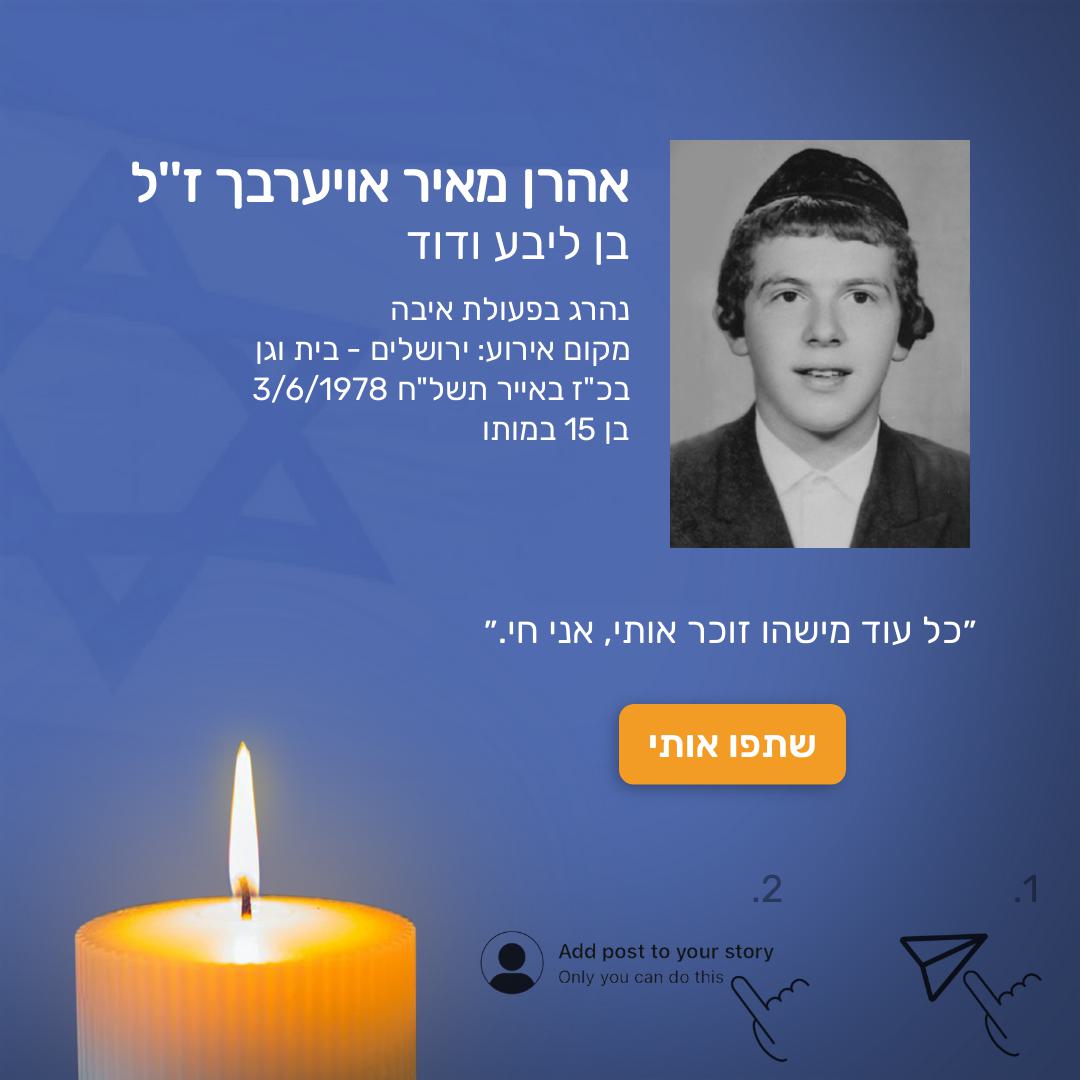 אהרן מאיר אויערבך ז"ל
בן ליבע ודוד
נהרג בפעולת איבה
מקום אירוע: ירושלים - בית וגן
בכ"ז באייר תשל"ח 3/6/1978
בן 15 במותו
״כל עוד מישהו זוכר אותי, אני חי.״
שתפו אותי
1.
2.
Add post to your story
Only you can do this